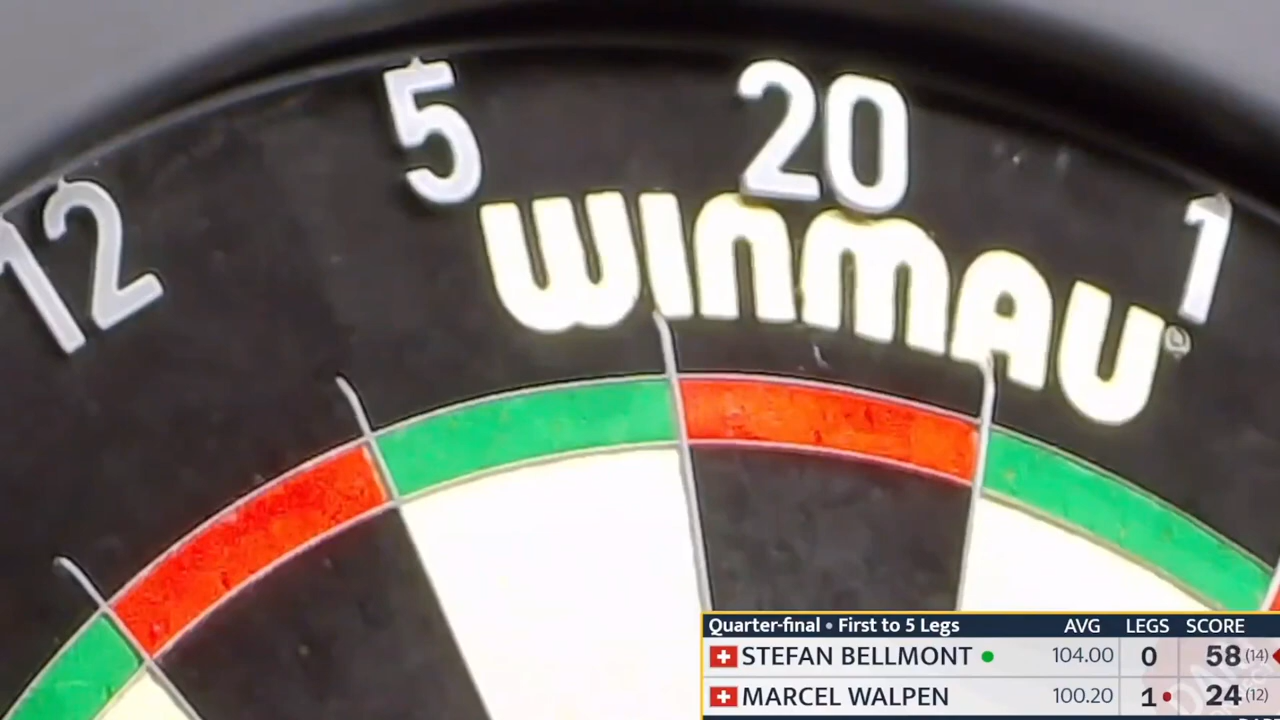 12 5 20 1
WINMAU
Quarter-final • First to 5 Legs AVG LEGS SCORE
STEFAN BELLMONT 104.00 0 58 (14)
MARCEL WALPEN 100.20 1 24 (12)